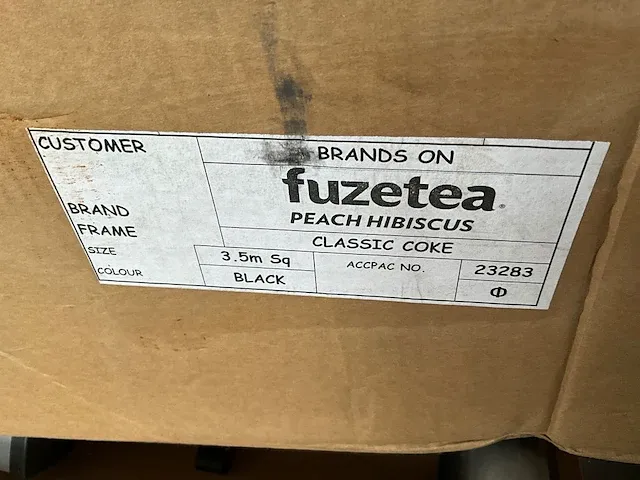 CUSTOMER BRANDS ON
BRAND fuzetea®
PEACH HIBISCUS
FRAME CLASSIC COKE
SIZE 3.5m Sq ACCPAC NO. 23283
COLOUR BLACK Φ